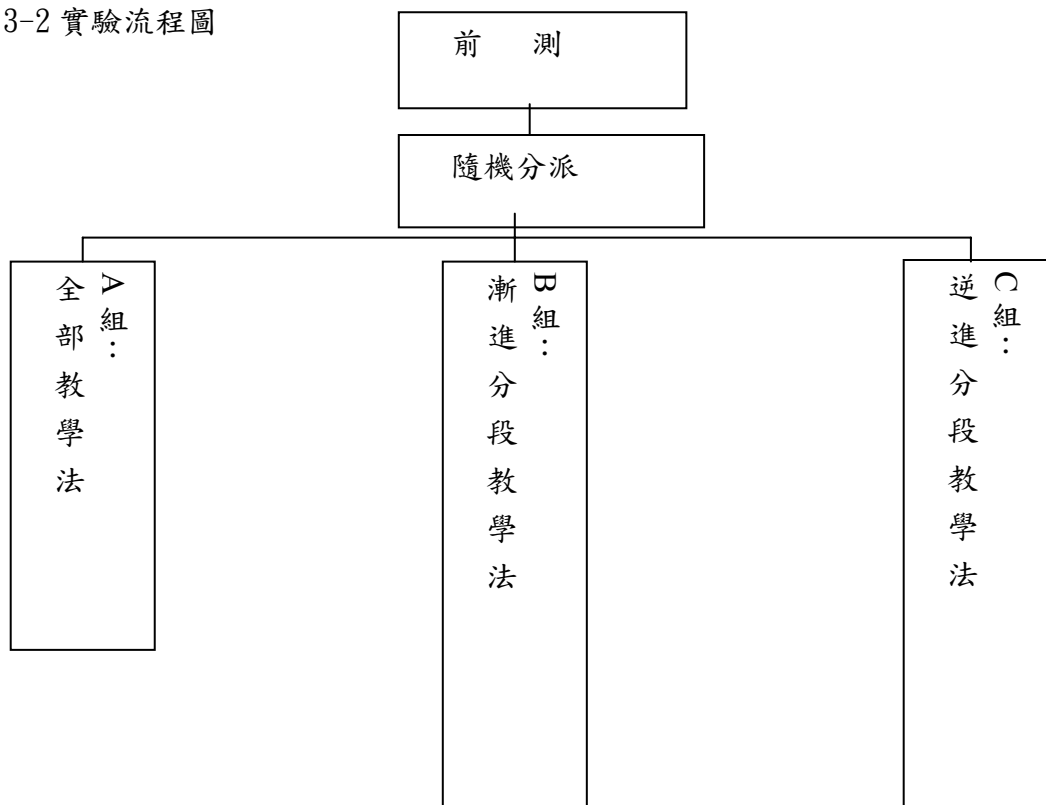 3-2 實驗流程圖
前 測
隨機分派
A組：
全部教學法
B組：
漸進分段教學法
C組：
逆進分段教學法